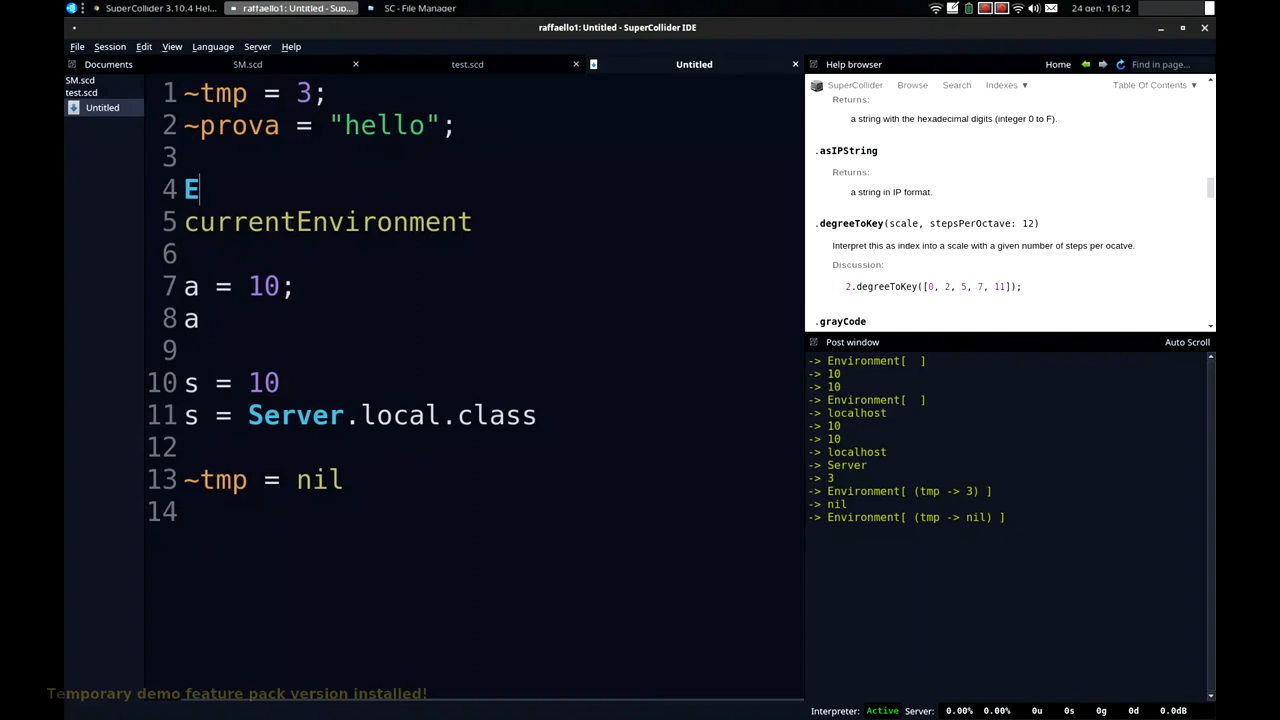 SuperCollider 3.10.4 Hel...
raffaello1: Untitled - Sup...
SC - File Manager
24 gen, 16:12
raffaello1: Untitled - SuperCollider IDE
File Session Edit View Language Server Help
Documents
SM.scd
test.scd
Untitled
SM.scd
test.scd
Untitled
1 ~tmp = 3;
2 ~prova = "hello";
3
4 E
5 currentEnvironment
6
7 a = 10;
8 a
9
10 s = 10
11 s = Server.local.class
12
13 ~tmp = nil
14
Help browser
Home
Find in page...
SuperCollider Browse Search Indexes ▼ Table Of Contents ▼
Returns:
a string with the hexadecimal digits (integer 0 to F).
.asIPString
Returns:
a string in IP format.
.degreeToKey(scale, stepsPerOctave: 12)
Interpret this as index into a scale with a given number of steps per ocatve.
Discussion:
2.degreeToKey([0, 2, 5, 7, 11]);
.grayCode
Post window
Auto Scroll
-> Environment[  ]
-> 10
-> 10
-> Environment[  ]
-> localhost
-> 10
-> 10
-> localhost
-> Server
-> 3
-> Environment[ (tmp -> 3) ]
-> nil
-> Environment[ (tmp -> nil) ]
Temporary demo feature pack version installed!
Interpreter: Active Server: 0.00% 0.00% 0u 0s 0g 0d 0.0dB